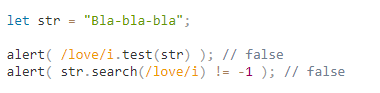 let str = "Bla-bla-bla";
alert( /love/i.test(str) ); // false
alert( str.search(/love/i) != -1 ); // false